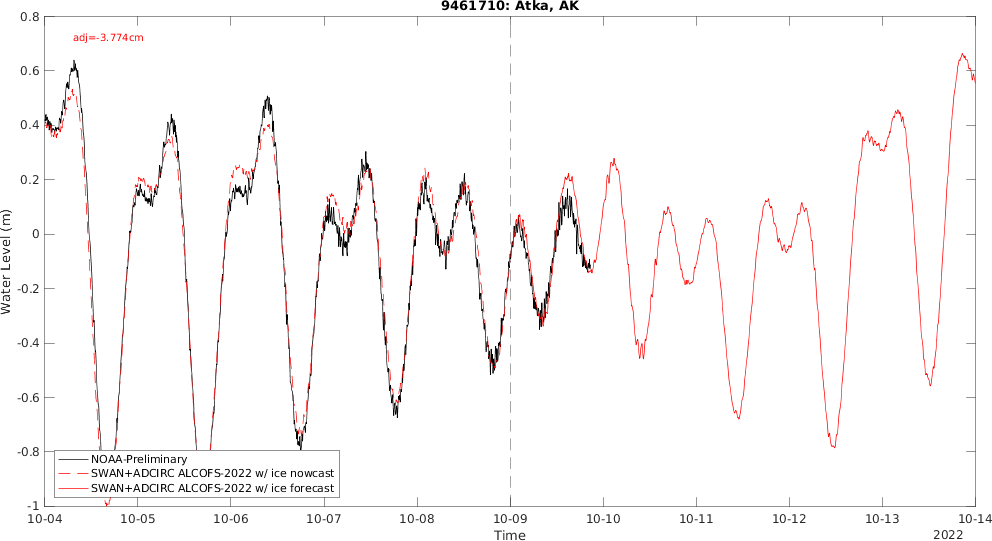 9461710: Atka, AK
adj=-3.774cm
0.8
0.6
0.4
0.2
0
-0.2
-0.4
-0.6
-0.8
-1
Water Level (m)
NOAA-Preliminary
SWAN+ADCIRC ALCOFS-2022 w/ ice nowcast
SWAN+ADCIRC ALCOFS-2022 w/ ice forecast
10-04 10-05 10-06 10-07 10-08 10-09 10-10 10-11 10-12 10-13 10-14
Time
2022